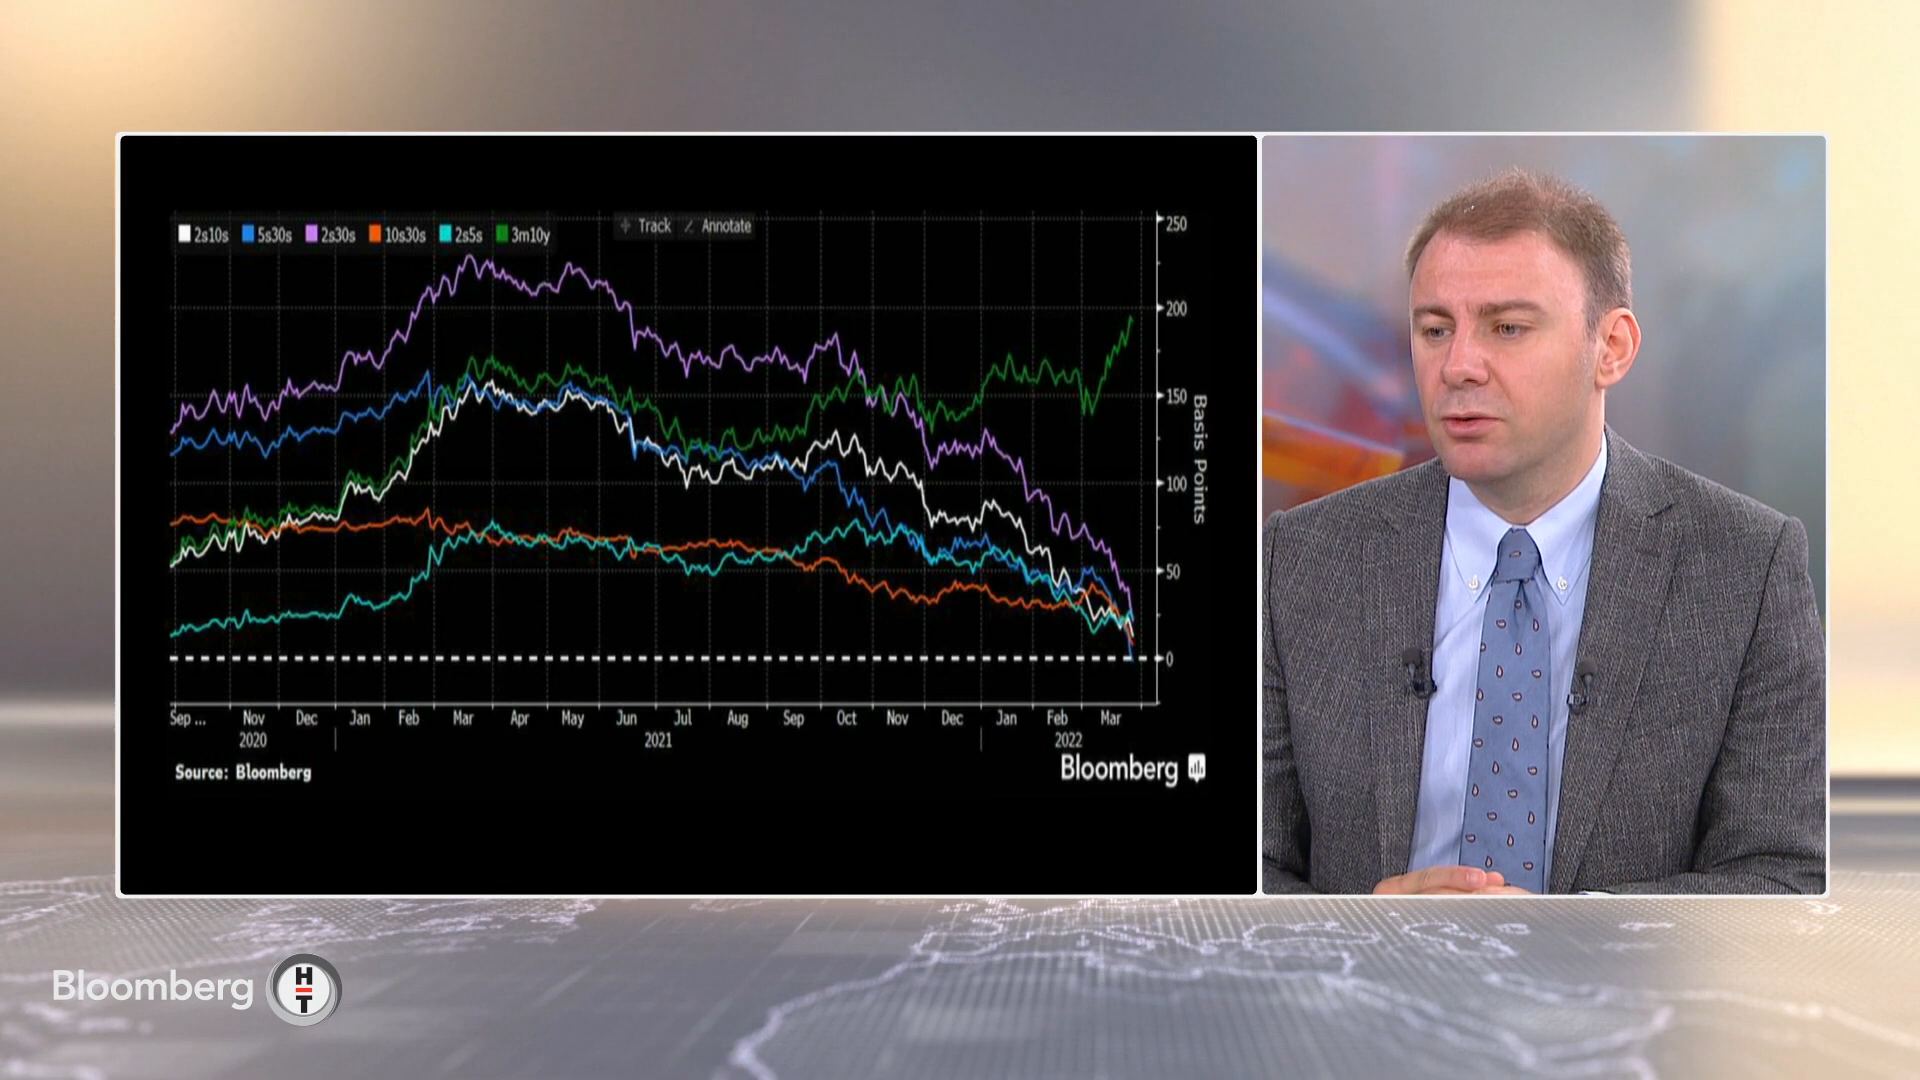 2s10s 5s30s 2s30s 10s30s 2s5s 3m10y
Track Annotate
250
200
150
100
50
0
Basis Points
Sep ... Nov Dec Jan Feb Mar Apr May Jun Jul Aug Sep Oct Nov Dec Jan Feb Mar
2020 2021 2022
Source: Bloomberg
Bloomberg
Bloomberg HT